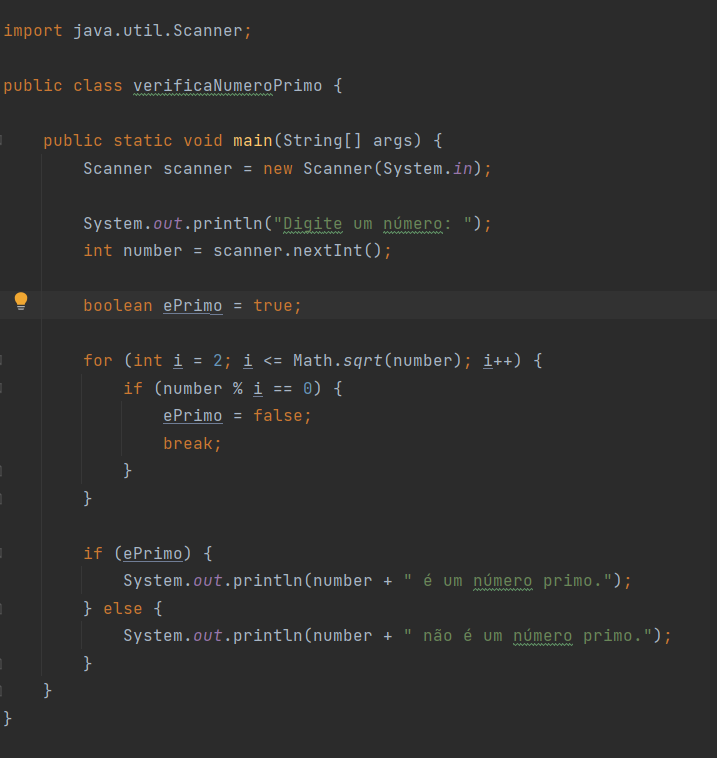 import java.util.Scanner;
public class verificaNumeroPrimo {
public static void main(String[] args) {
Scanner scanner = new Scanner(System.in);
System.out.println("Digite um número: ");
int number = scanner.nextInt();
boolean ePrimo = true;
for (int i = 2; i <= Math.sqrt(number); i++) {
if (number % i == 0) {
ePrimo = false;
break;
}
}
if (ePrimo) {
System.out.println(number + " é um número primo.");
} else {
System.out.println(number + " não é um número primo.");
}
}
}